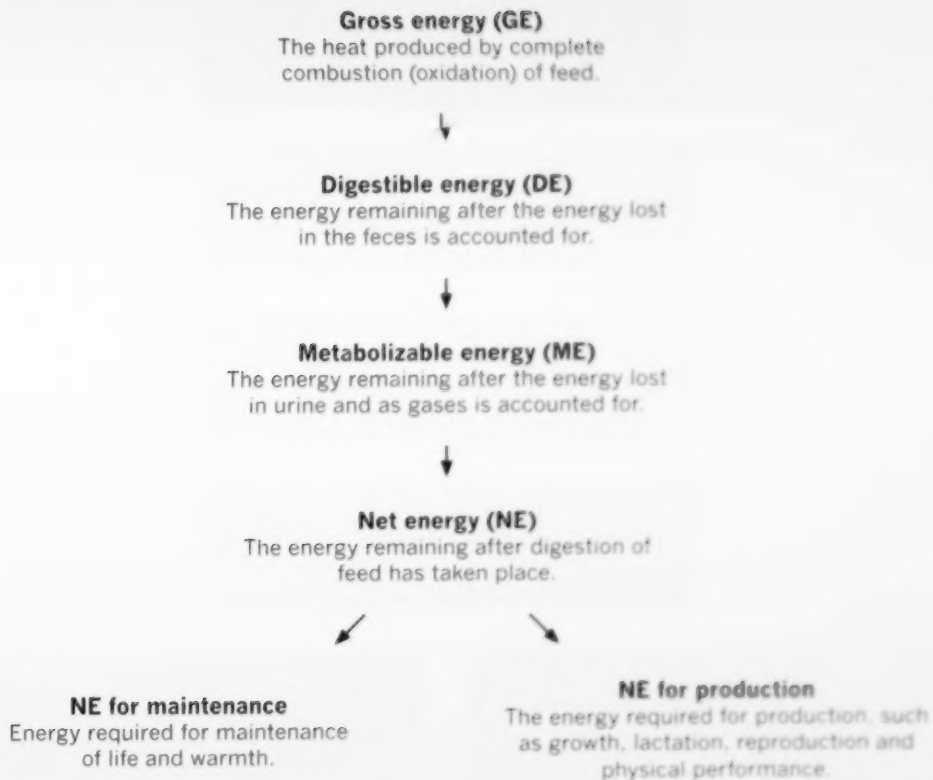 Gross energy (GE)
The heat produced by complete
combustion (oxidation) of feed.
Digestible energy (DE)
The energy remaining after the energy lost
in the feces is accounted for.
Metabolizable energy (ME)
The energy remaining after the energy lost
in urine and as gases is accounted for.
Net energy (NE)
The energy remaining after digestion of
feed has taken place.
NE for maintenance
Energy required for maintenance
of life and warmth.
NE for production
The energy required for production, such
as growth, lactation, reproduction and
physical performance.